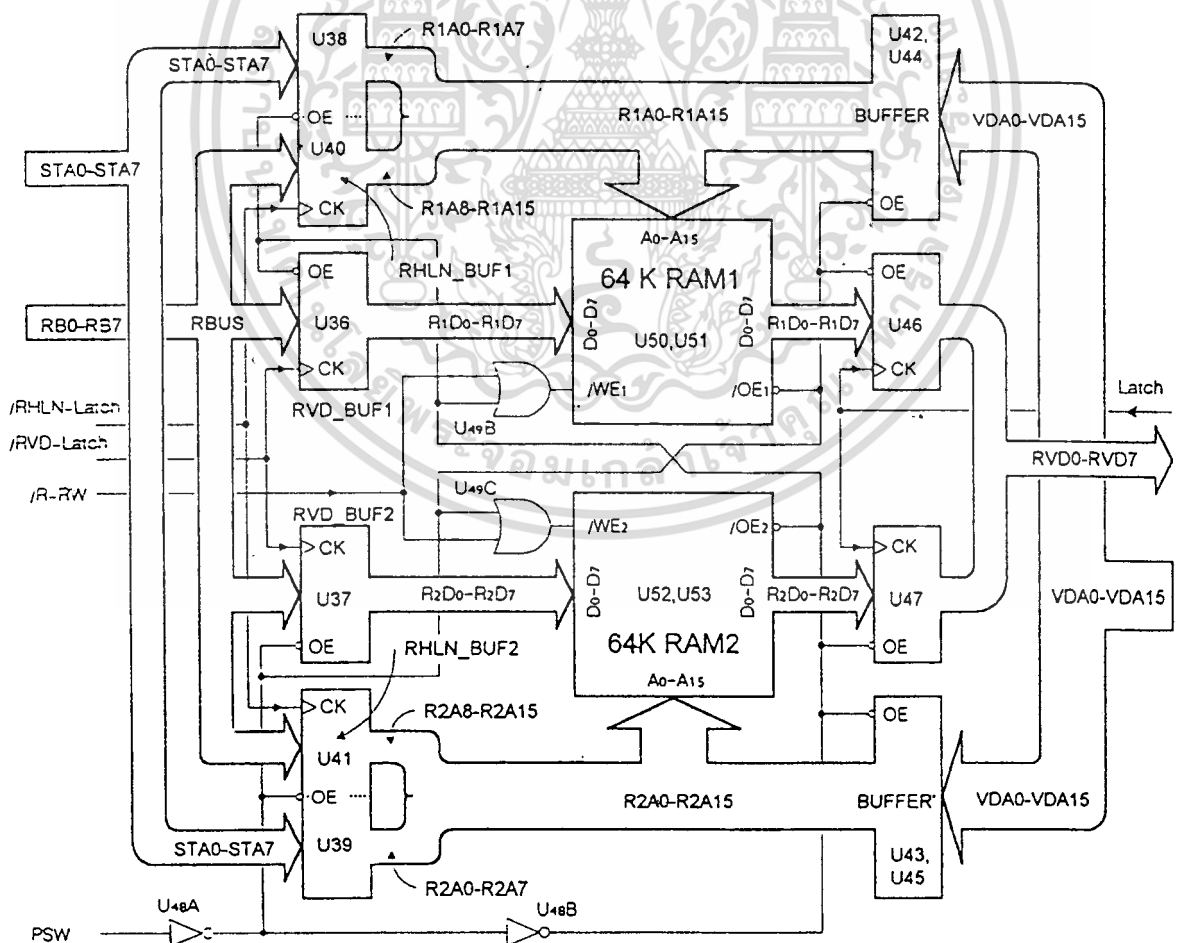 U38
R1A0-R1A7
U42,
U44
STA0-STA7
OE
R1A0-R1A15
BUFFER
VDA0-VDA15
U40
STA0-STA7
CK
R1A8-R1A15
OE
A0-A15
RHLN_BUF1
64 K RAM1
OE
OE
RB0-RB7
RBUS
U36
R1D0-R1D7
D0-D7
U50,U51
D0-D7
R1D0-R1D7
U46
CK
/WE1
/OE1
CK
Latch
/RHLN-Latch
RVD_BUF1
U49B
/RVD-Latch
RVD0-RVD7
/R-RW
U49C
RVD_BUF2
/WE2
/OE2
CK
CK
U37
R2D0-R2D7
D0-D7
U52,U53
D0-D7
R2D0-R2D7
U47
VDA0-VDA15
OE
RHLN_BUF2
64K RAM2
OE
A0-A15
CK
OE
R2A8-R2A15
U41
OE
R2A0-R2A15
BUFFER
VDA0-VDA15
STA0-STA7
U39
U43,
U45
R2A0-R2A7
U48A
U48B
PSW